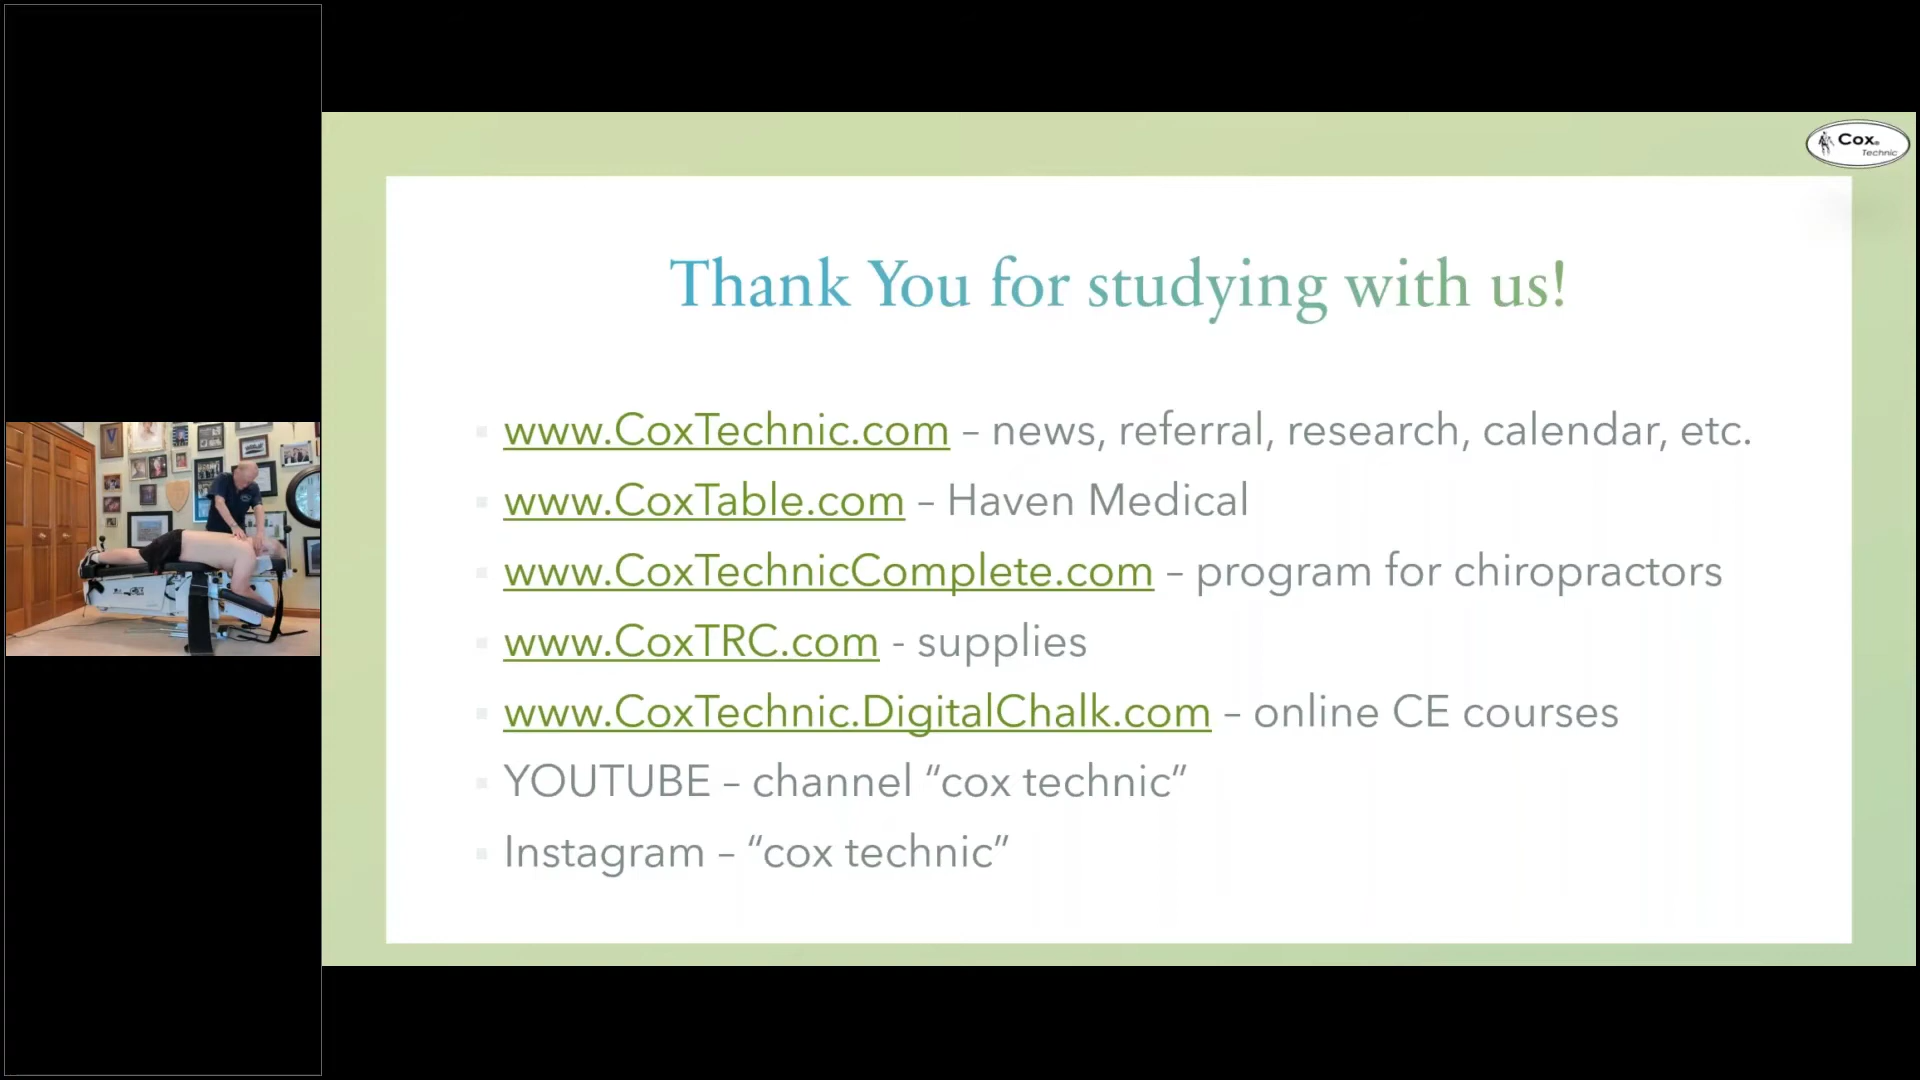 Cox®
Technic
Thank You for studying with us!
www.CoxTechnic.com – news, referral, research, calendar, etc.
www.CoxTable.com – Haven Medical
www.CoxTechnicComplete.com – program for chiropractors
www.CoxTRC.com - supplies
www.CoxTechnic.DigitalChalk.com – online CE courses
YOUTUBE – channel “cox technic”
Instagram – “cox technic”